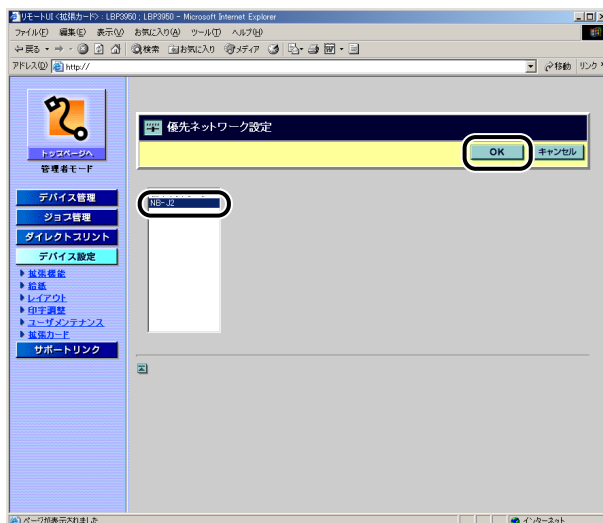 リモートUI <拡張カード> : LBP3950 ; LBP3950 - Microsoft Internet Explorer
ファイル(F) 編集(E) 表示(V) お気に入り(A) ツール(T) ヘルプ(H)
戻る 検索 お気に入り メディア
アドレス(D) http:// 移動 リンク
優先ネットワーク設定
OK キャンセル
トップページへ
管理者モード
デバイス管理
ジョブ管理
ダイレクトプリント
デバイス設定
拡張機能
給紙
レイアウト
印字調整
ユーザメンテナンス
拡張カード
サポートリンク
NB-J2
ページが表示されました インターネット